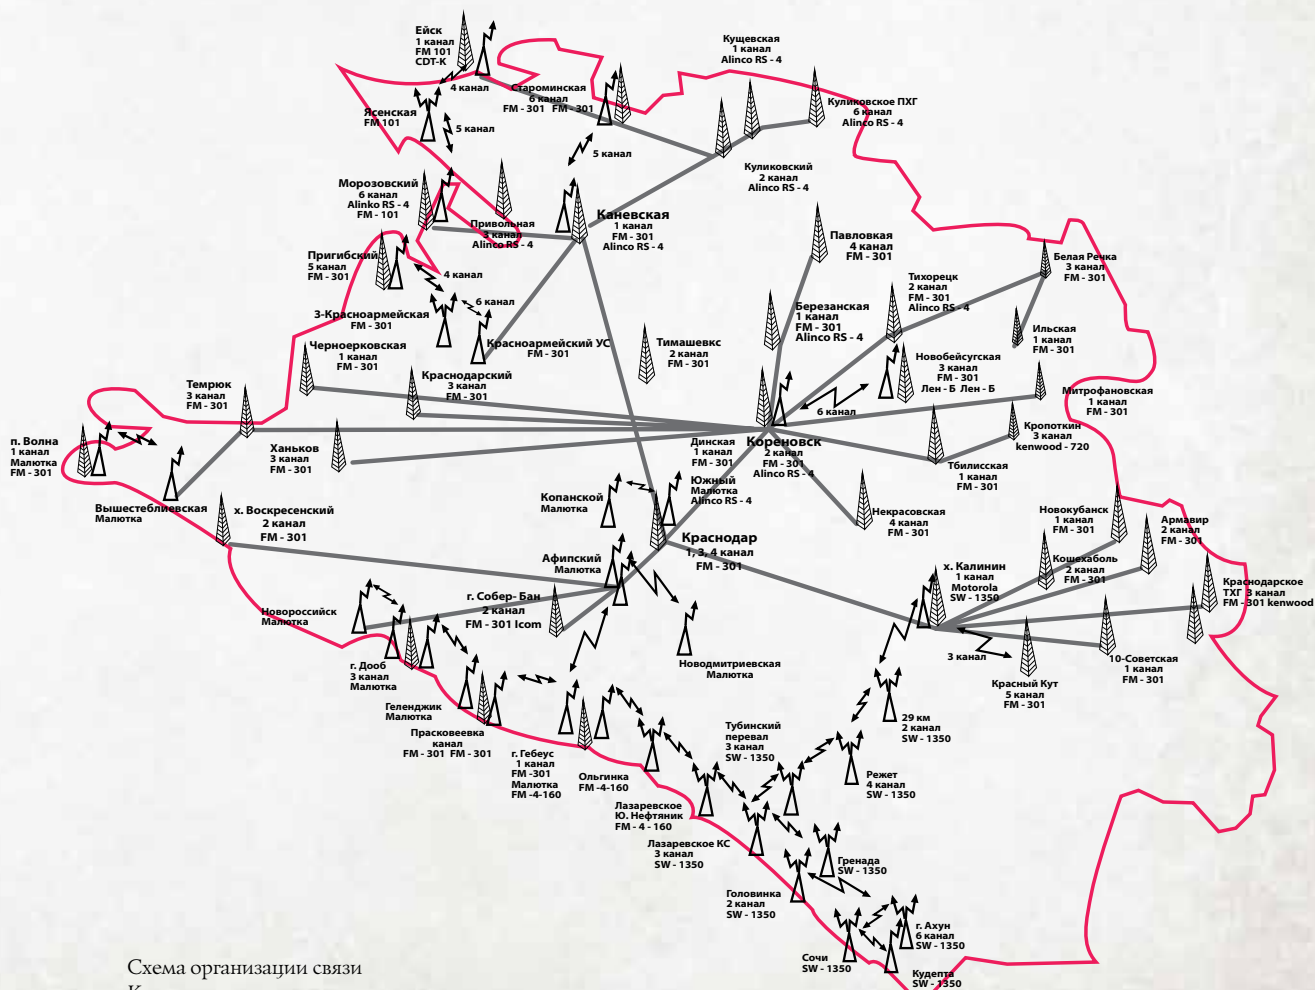 Ейск
1 канал
FM 101
CDT-К
4 канал
Ясенская
FM 101
5 канал
Староминская
6 канал
FM - 301 FM - 301
5 канал
Кущевская
1 канал
Alinco RS - 4
Куликовское ПХГ
6 канал
Alinco RS - 4
Куликовский
2 канал
Alinco RS - 4
Морозовский
6 канал
Alinko RS - 4
FM - 101
Привольная
3 канал
Alinco RS - 4
Каневская
1 канал
FM - 301
Alinco RS - 4
Павловкая
4 канал
FM - 301
Белая Речка
3 канал
FM - 301
Пригибский
5 канал
FM - 301
4 канал
6 канал
3-Красноармейская
FM - 301
Красноармейский УС
FM - 301
Тихорецк
2 канал
FM - 301
Alinco RS - 4
Березанская
1 канал
FM - 301
Alinco RS - 4
Ильская
1 канал
FM - 301
Черноерковская
1 канал
FM - 301
Тимашевкс
2 канал
FM - 301
Новобейсугская
3 канал
FM - 301
Лен - Б Лен - Б
6 канал
Краснодарский
3 канал
FM - 301
Темрюк
3 канал
FM - 301
Митрофановская
1 канал
FM - 301
Кропоткин
3 канал
kenwood - 720
п. Волна
1 канал
Малютка
FM - 301
Ханьков
3 канал
FM - 301
Динская
1 канал
FM - 301
Кореновск
2 канал
FM - 301
Alinco RS - 4
Тбилисская
1 канал
FM - 301
Южный
Малютка
Alinco RS - 4
Копанской
Малютка
Вышестеблиевская
Малютка
х. Воскресенский
2 канал
FM - 301
Некрасовская
4 канал
FM - 301
Новокубанск
1 канал
FM - 301
Армавир
2 канал
FM - 301
Краснодар
1, 3, 4 канал
FM - 301
Кошехаболь
2 канал
FM - 301
Афипский
Малютка
х. Калинин
1 канал
Motorola
SW - 1350
Краснодарское
ТХГ 3 канал
FM - 301 kenwood
г. Собер- Баш
2 канал
FM - 301 Icom
Новороссийск
Малютка
3 канал
10-Советская
1 канал
FM - 301
Новодмитриевская
Малютка
г. Дооб
3 канал
Малютка
Красный Кут
5 канал
FM - 301
Геленджик
Малютка
29 км
2 канал
SW - 1350
Прасковеевка
канал
FM - 301 FM - 301
Тубинский
перевал
3 канал
SW - 1350
г. Гебеус
1 канал
FM -301
Малютка
FM -4-160
Ольгинка
FM -4-160
Режет
4 канал
SW - 1350
Лазаревское
Ю. Нефтяник
FM - 4 - 160
Лазаревское КС
3 канал
SW - 1350
Гренада
SW - 1350
Головинка
2 канал
SW - 1350
г. Ахун
6 канал
SW - 1350
Сочи
SW - 1350
Кудепта
SW - 1350
Схема организации связи